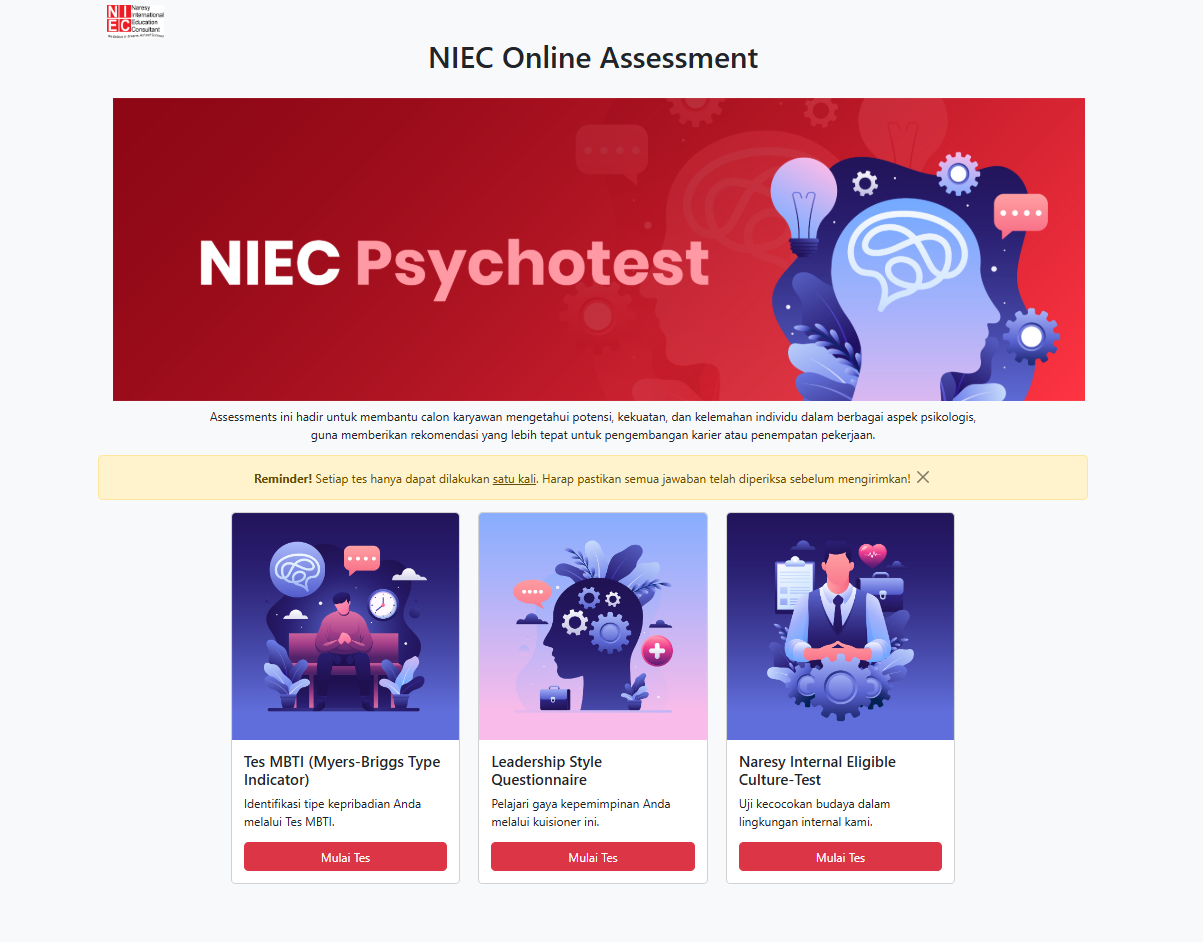 NI Naresy
International
EC Education
Consultant
NIEC Online Assessment
NIEC Psychotest
Assessments ini hadir untuk membantu calon karyawan mengetahui potensi, kekuatan, dan kelemahan individu dalam berbagai aspek psikologis,
guna memberikan rekomendasi yang lebih tepat untuk pengembangan karier atau penempatan pekerjaan.
Reminder! Setiap tes hanya dapat dilakukan satu kali. Harap pastikan semua jawaban telah diperiksa sebelum mengirimkan!
Tes MBTI (Myers-Briggs Type
Indicator)
Identifikasi tipe kepribadian Anda
melalui Tes MBTI.
Mulai Tes
Leadership Style
Questionnaire
Pelajari gaya kepemimpinan Anda
melalui kuisioner ini.
Mulai Tes
Naresy Internal Eligible
Culture-Test
Uji kecocokan budaya dalam
lingkungan internal kami.
Mulai Tes